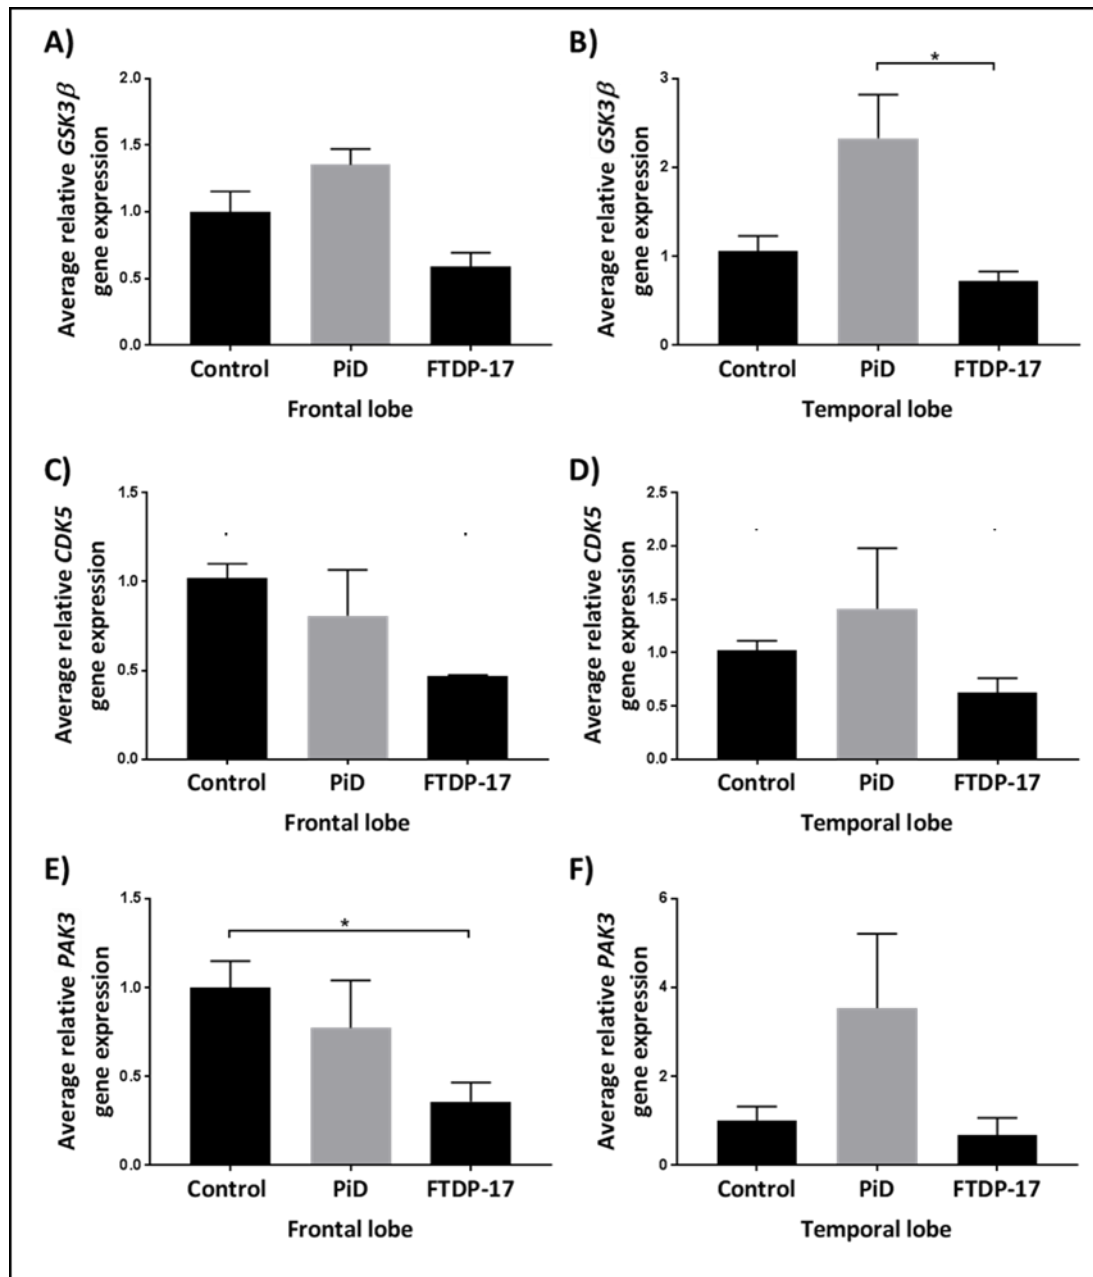 A)
Average relative GSK3β
gene expression
2.0
1.5
1.0
0.5
0.0
Control PiD FTDP-17
Frontal lobe
B)
Average relative GSK3β
gene expression
*
3
2
1
0
Control PiD FTDP-17
Temporal lobe
C)
Average relative CDK5
gene expression
1.5
1.0
0.5
0.0
Control PiD FTDP-17
Frontal lobe
D)
Average relative CDK5
gene expression
2.5
2.0
1.5
1.0
0.5
0.0
Control PiD FTDP-17
Temporal lobe
E)
Average relative PAK3
gene expression
*
1.5
1.0
0.5
0.0
Control PiD FTDP-17
Frontal lobe
F)
Average relative PAK3
gene expression
6
4
2
0
Control PiD FTDP-17
Temporal lobe